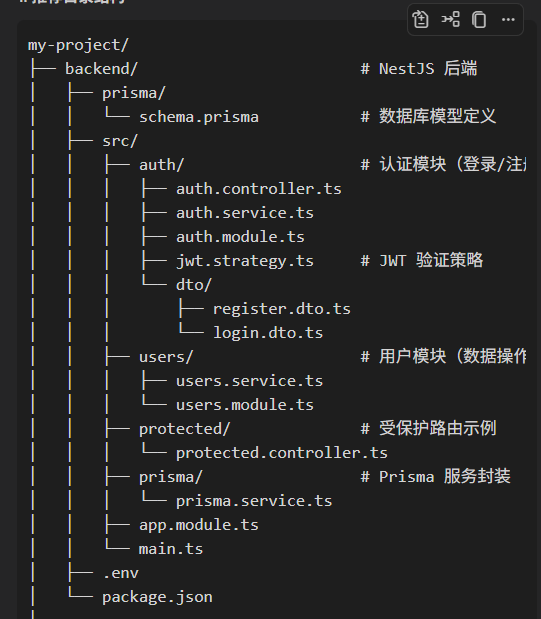 my-project/
├── backend/ # NestJS 后端
│ ├── prisma/
│ │ └── schema.prisma # 数据库模型定义
│ ├── src/
│ │ ├── auth/ # 认证模块（登录/注
│ │ │ ├── auth.controller.ts
│ │ │ ├── auth.service.ts
│ │ │ ├── auth.module.ts
│ │ │ ├── jwt.strategy.ts # JWT 验证策略
│ │ │ └── dto/
│ │ │ ├── register.dto.ts
│ │ │ └── login.dto.ts
│ │ ├── users/ # 用户模块（数据操作
│ │ │ ├── users.service.ts
│ │ │ └── users.module.ts
│ │ ├── protected/ # 受保护路由示例
│ │ │ └── protected.controller.ts
│ │ ├── prisma/ # Prisma 服务封装
│ │ │ └── prisma.service.ts
│ │ ├── app.module.ts
│ │ └── main.ts
│ ├── .env
│ └── package.json
│